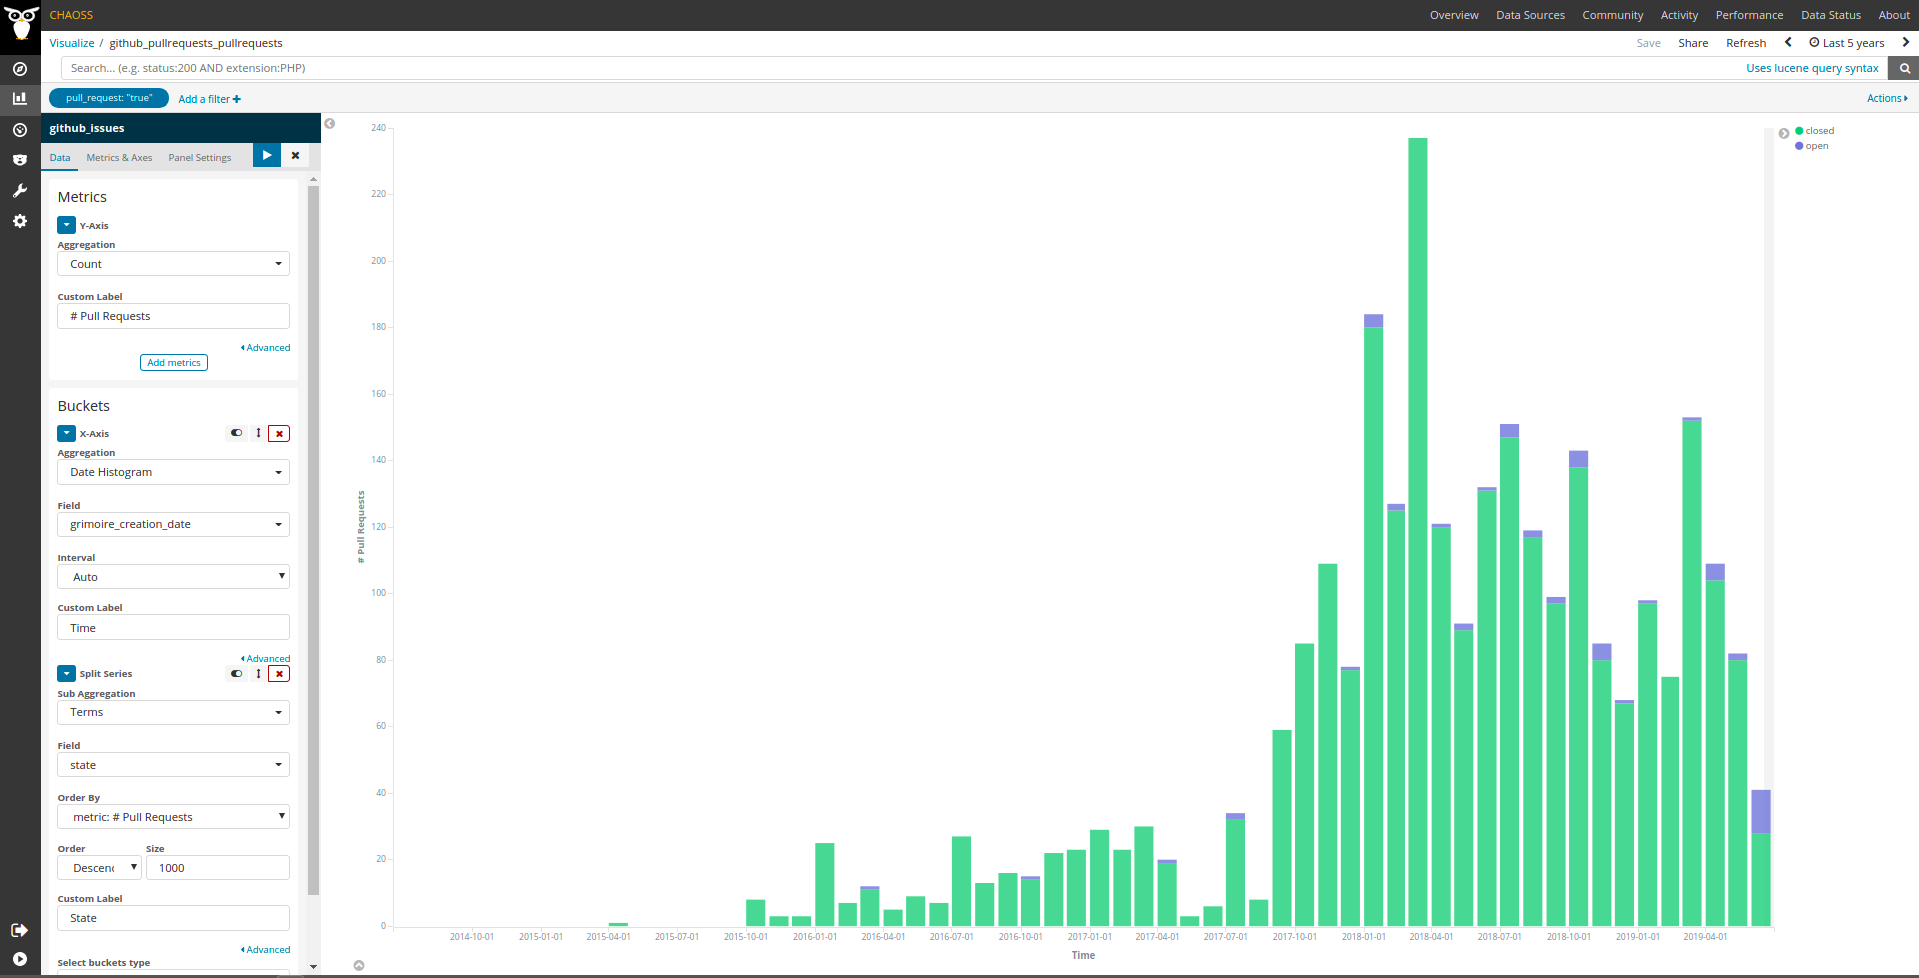 CHAOSS
Overview Data Sources Community Activity Performance Data Status About
Visualize / github_pullrequests_pullrequests
Save Share Refresh Last 5 years
Search... (e.g. status:200 AND extension:PHP)
Uses lucene query syntax
pull_request: "true"
Add a filter
Actions
github_issues
Data Metrics & Axes Panel Settings
Metrics
Y-Axis
Aggregation
Count
Custom Label
# Pull Requests
Advanced
Add metrics
Buckets
X-Axis
Aggregation
Date Histogram
Field
grimoire_creation_date
Interval
Auto
Custom Label
Time
Advanced
Split Series
Sub Aggregation
Terms
Field
state
Order By
metric: # Pull Requests
Order Size
Descenc 1000
Custom Label
State
Advanced
Select buckets type
240
220
200
180
160
140
120
100
80
60
40
20
0
# Pull Requests
2014-10-01 2015-01-01 2015-04-01 2015-07-01 2015-10-01 2016-01-01 2016-04-01 2016-07-01 2016-10-01 2017-01-01 2017-04-01 2017-07-01 2017-10-01 2018-01-01 2018-04-01 2018-07-01 2018-10-01 2019-01-01 2019-04-01
Time
closed
open